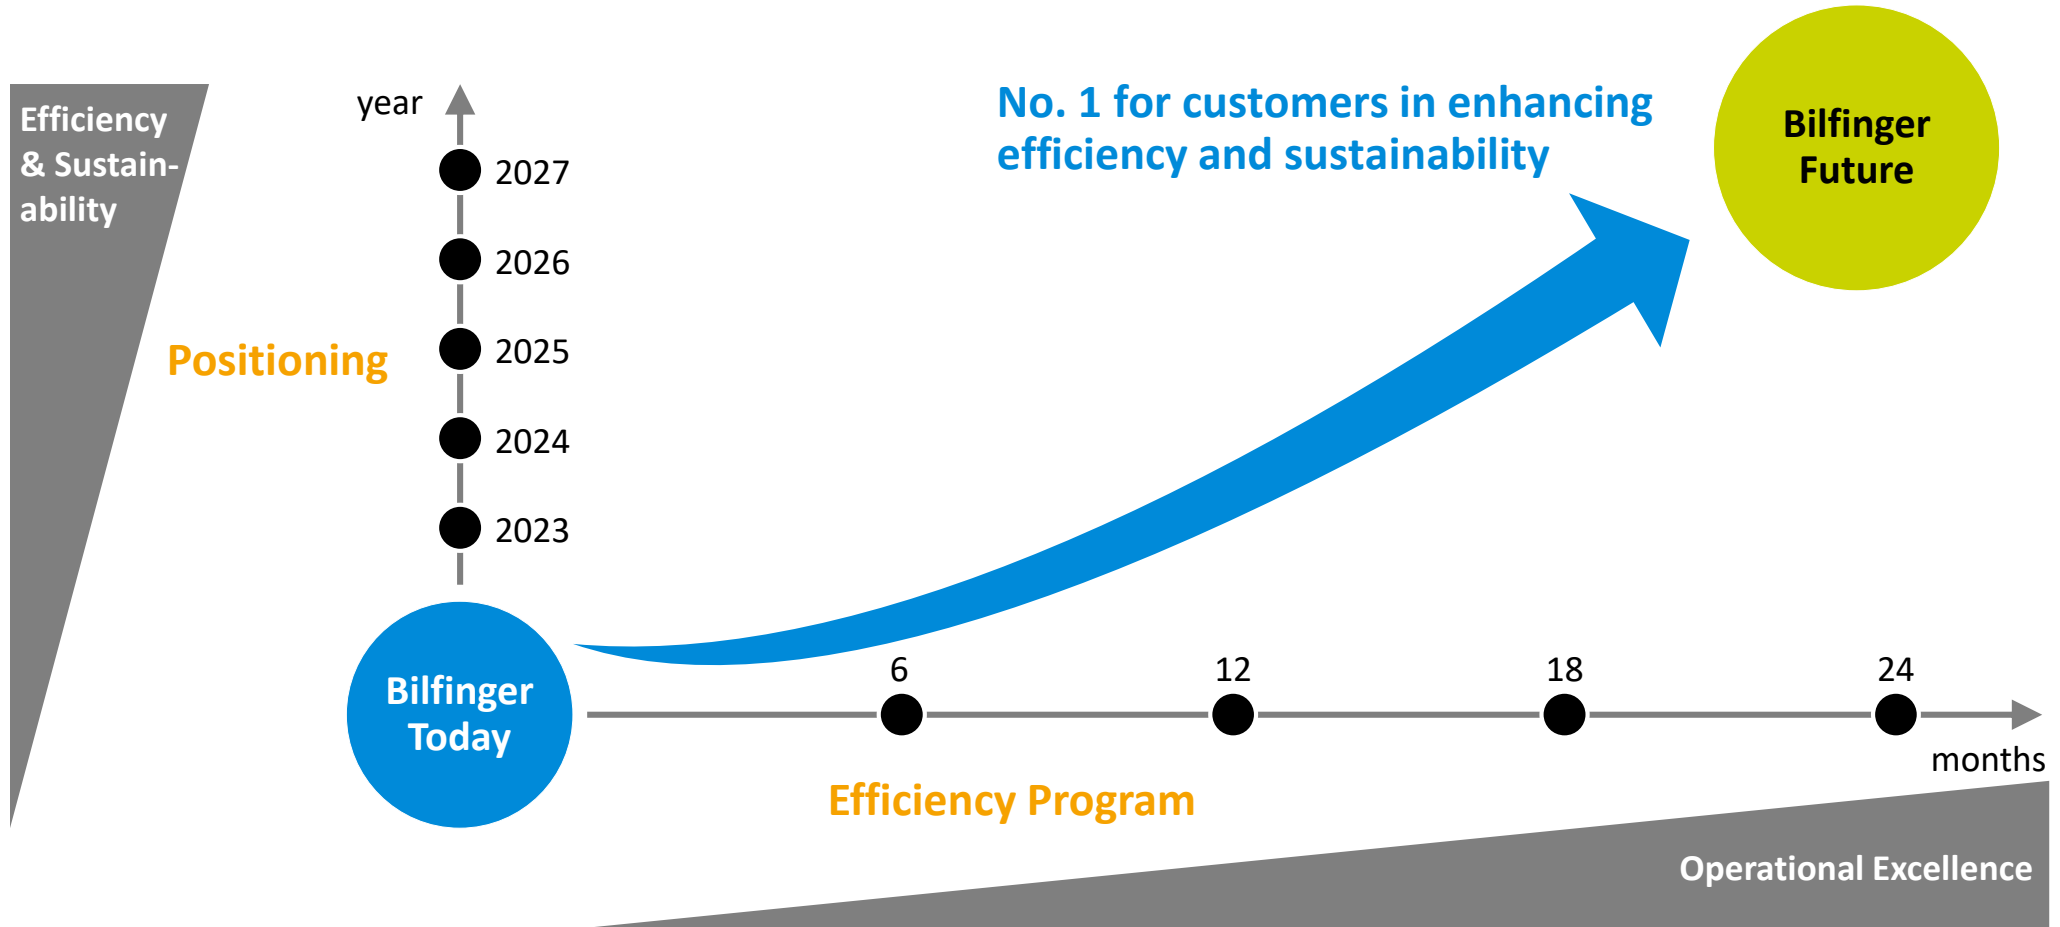 Efficiency
& Sustain-
ability
year
2027
2026
2025
2024
2023
Positioning
No. 1 for customers in enhancing
efficiency and sustainability
Bilfinger
Future
Bilfinger
Today
6
12
18
24
months
Efficiency Program
Operational Excellence